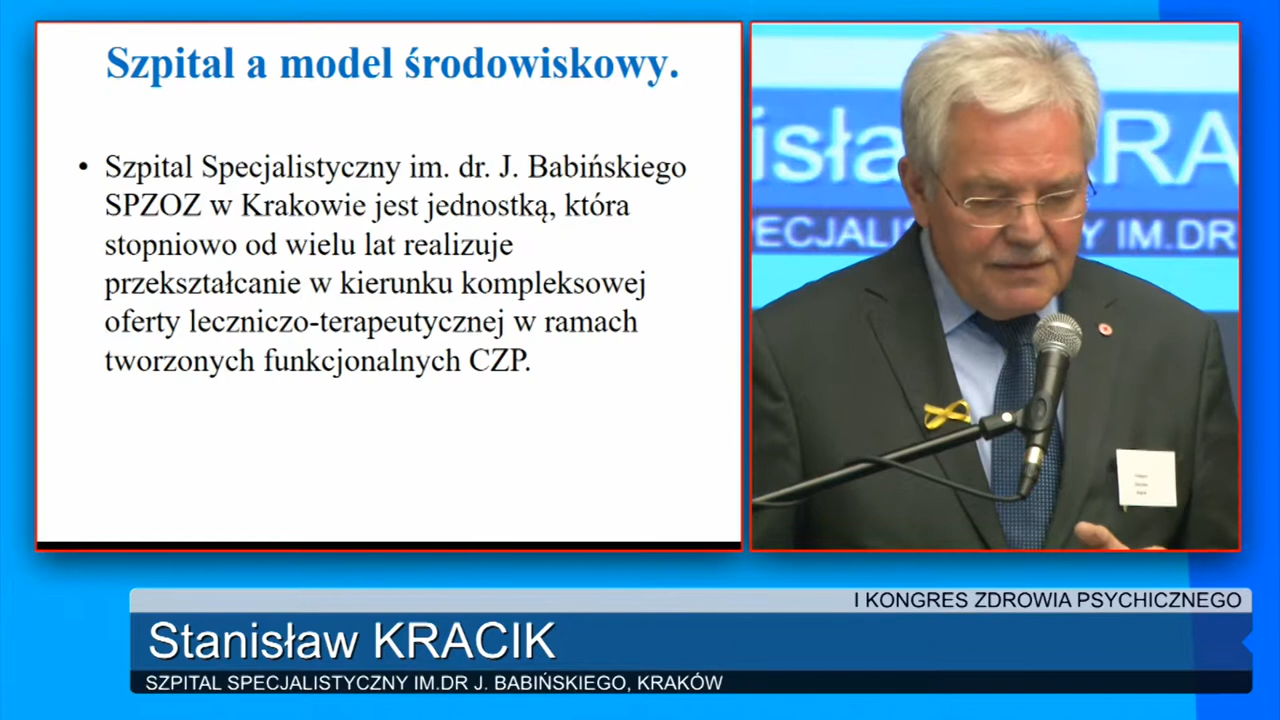 Szpital a model środowiskowy.
• Szpital Specjalistyczny im. dr. J. Babińskiego
SPZOZ w Krakowie jest jednostką, która
stopniowo od wielu lat realizuje
przekształcanie w kierunku kompleksowej
oferty leczniczo-terapeutycznej w ramach
tworzonych funkcjonalnych CZP.
isła RA
ECJALI Y IM.DR
I KONGRES ZDROWIA PSYCHICZNEGO
Stanisław KRACIK
SZPITAL SPECJALISTYCZNY IM.DR J. BABIŃSKIEGO, KRAKÓW